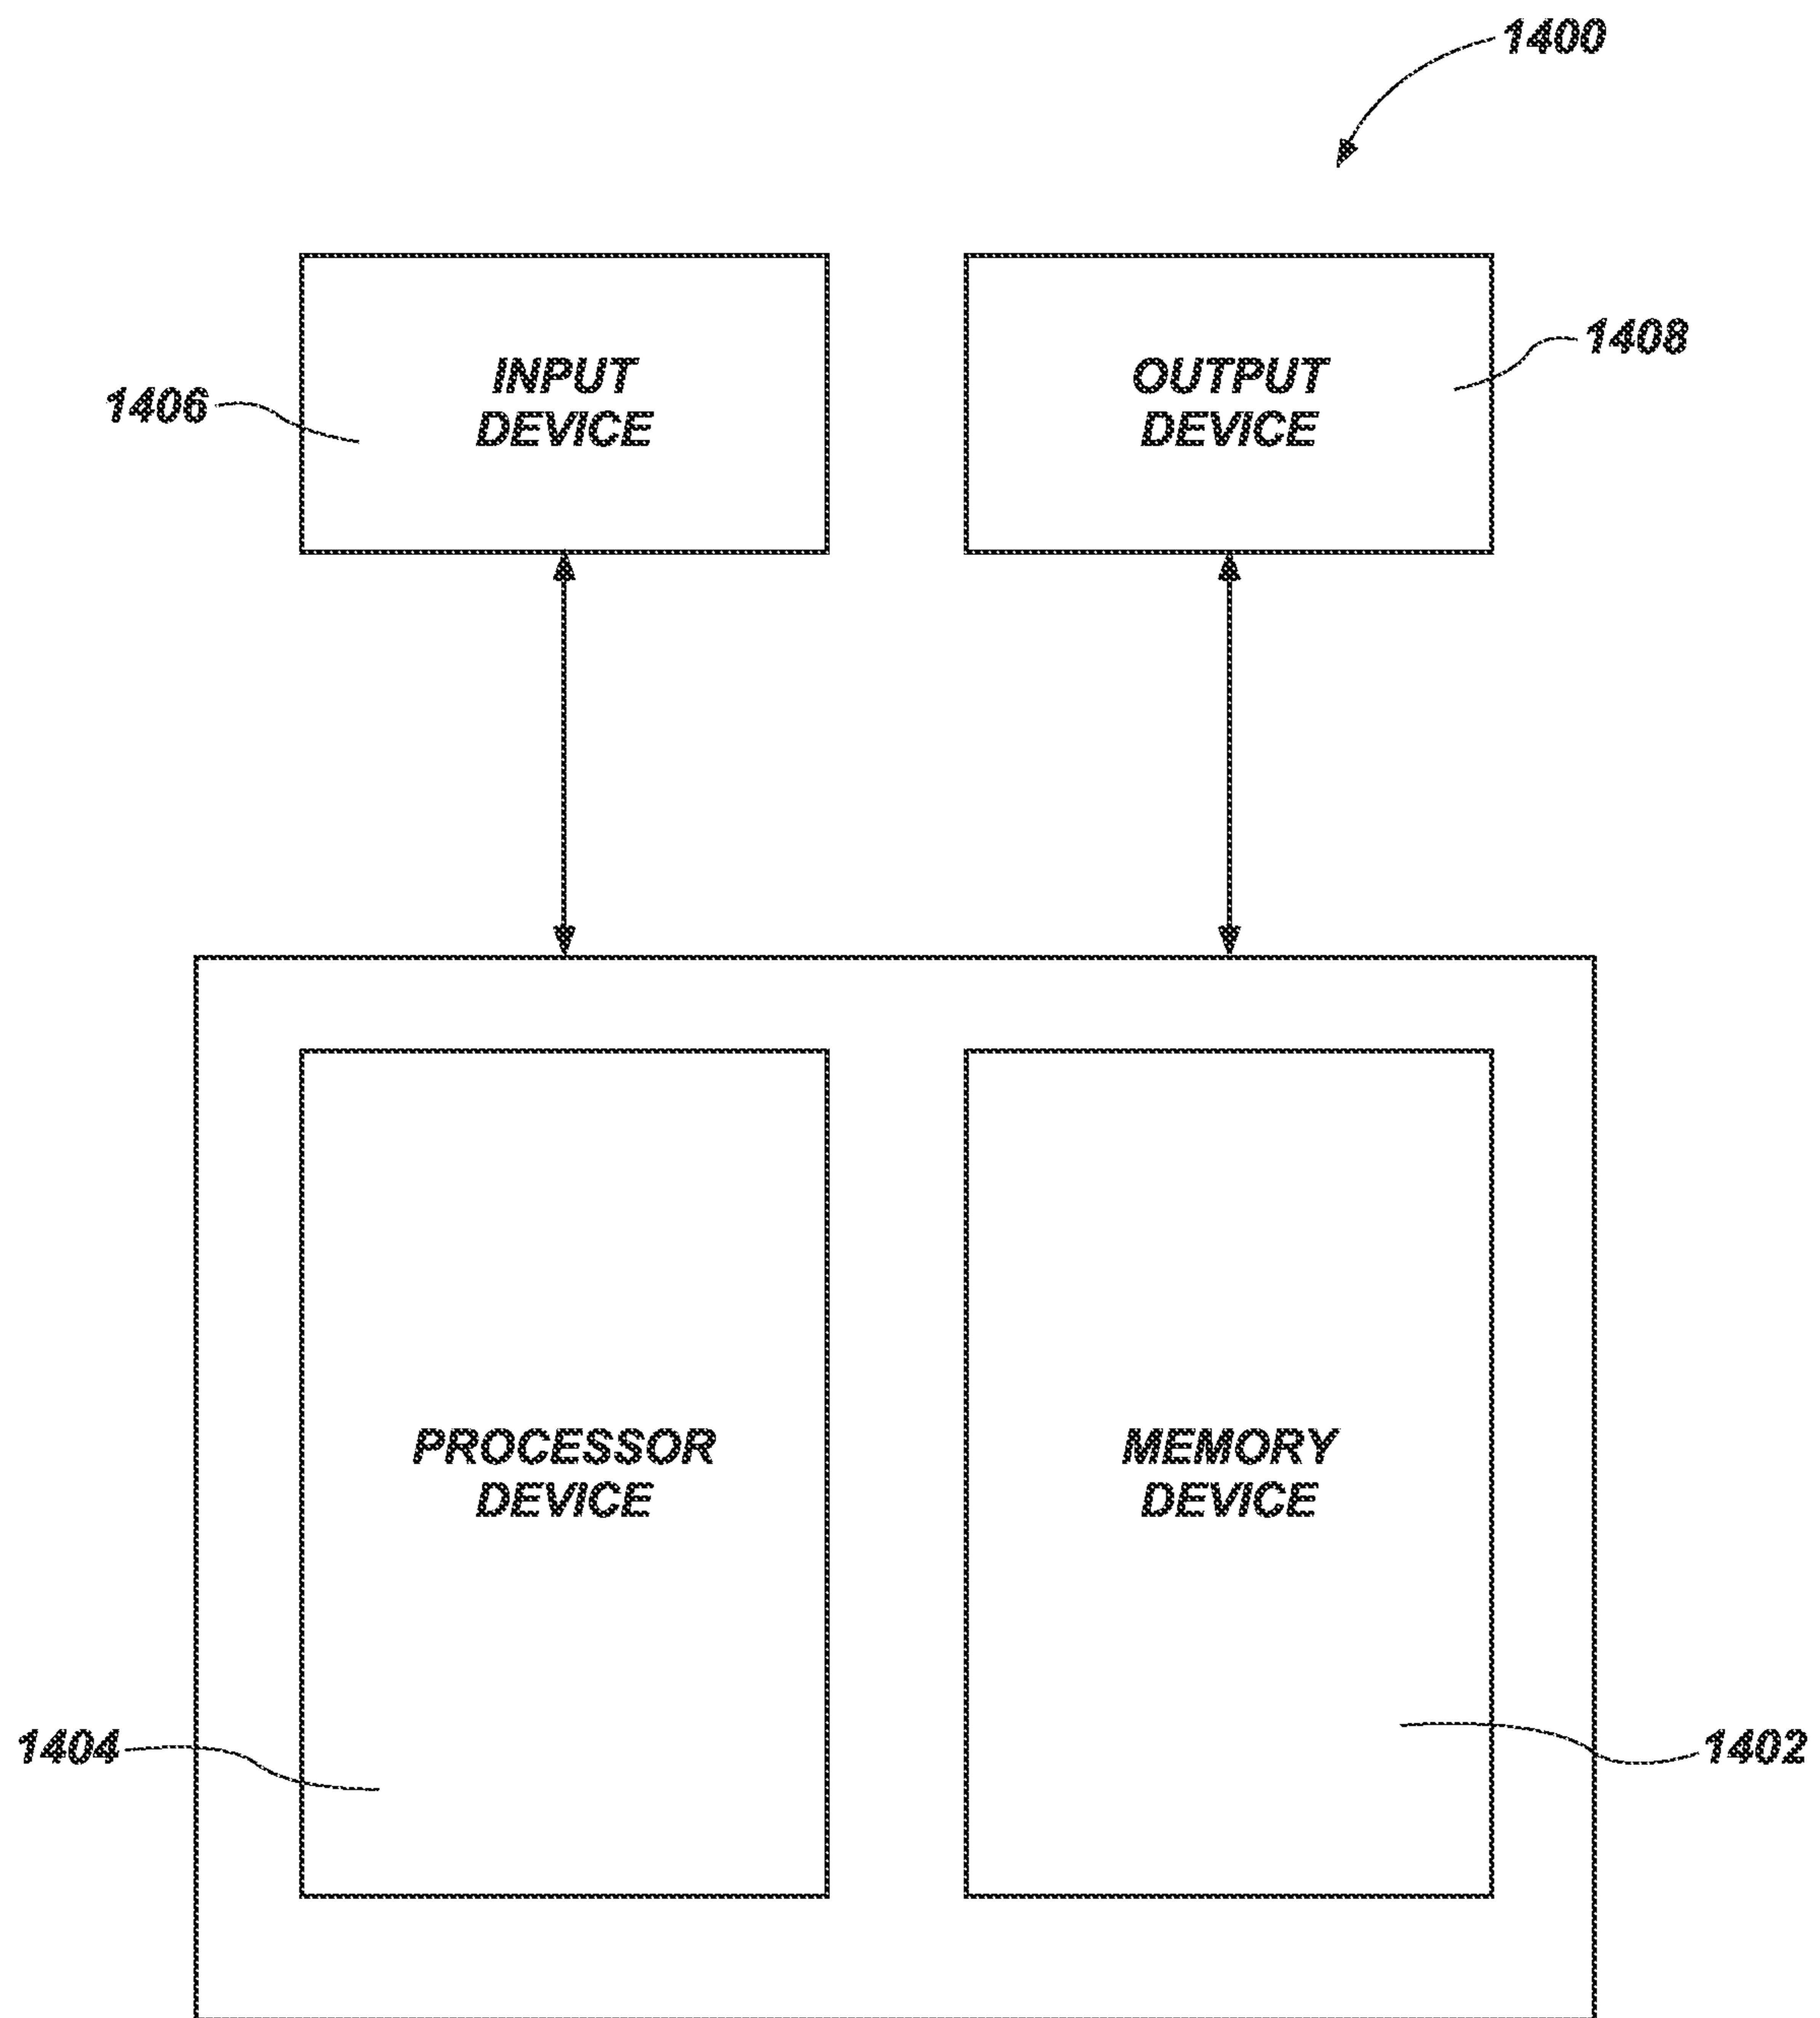 1400
INPUT
DEVICE
OUTPUT
DEVICE
1408
1406
PROCESSOR
DEVICE
MEMORY
DEVICE
1404
1402